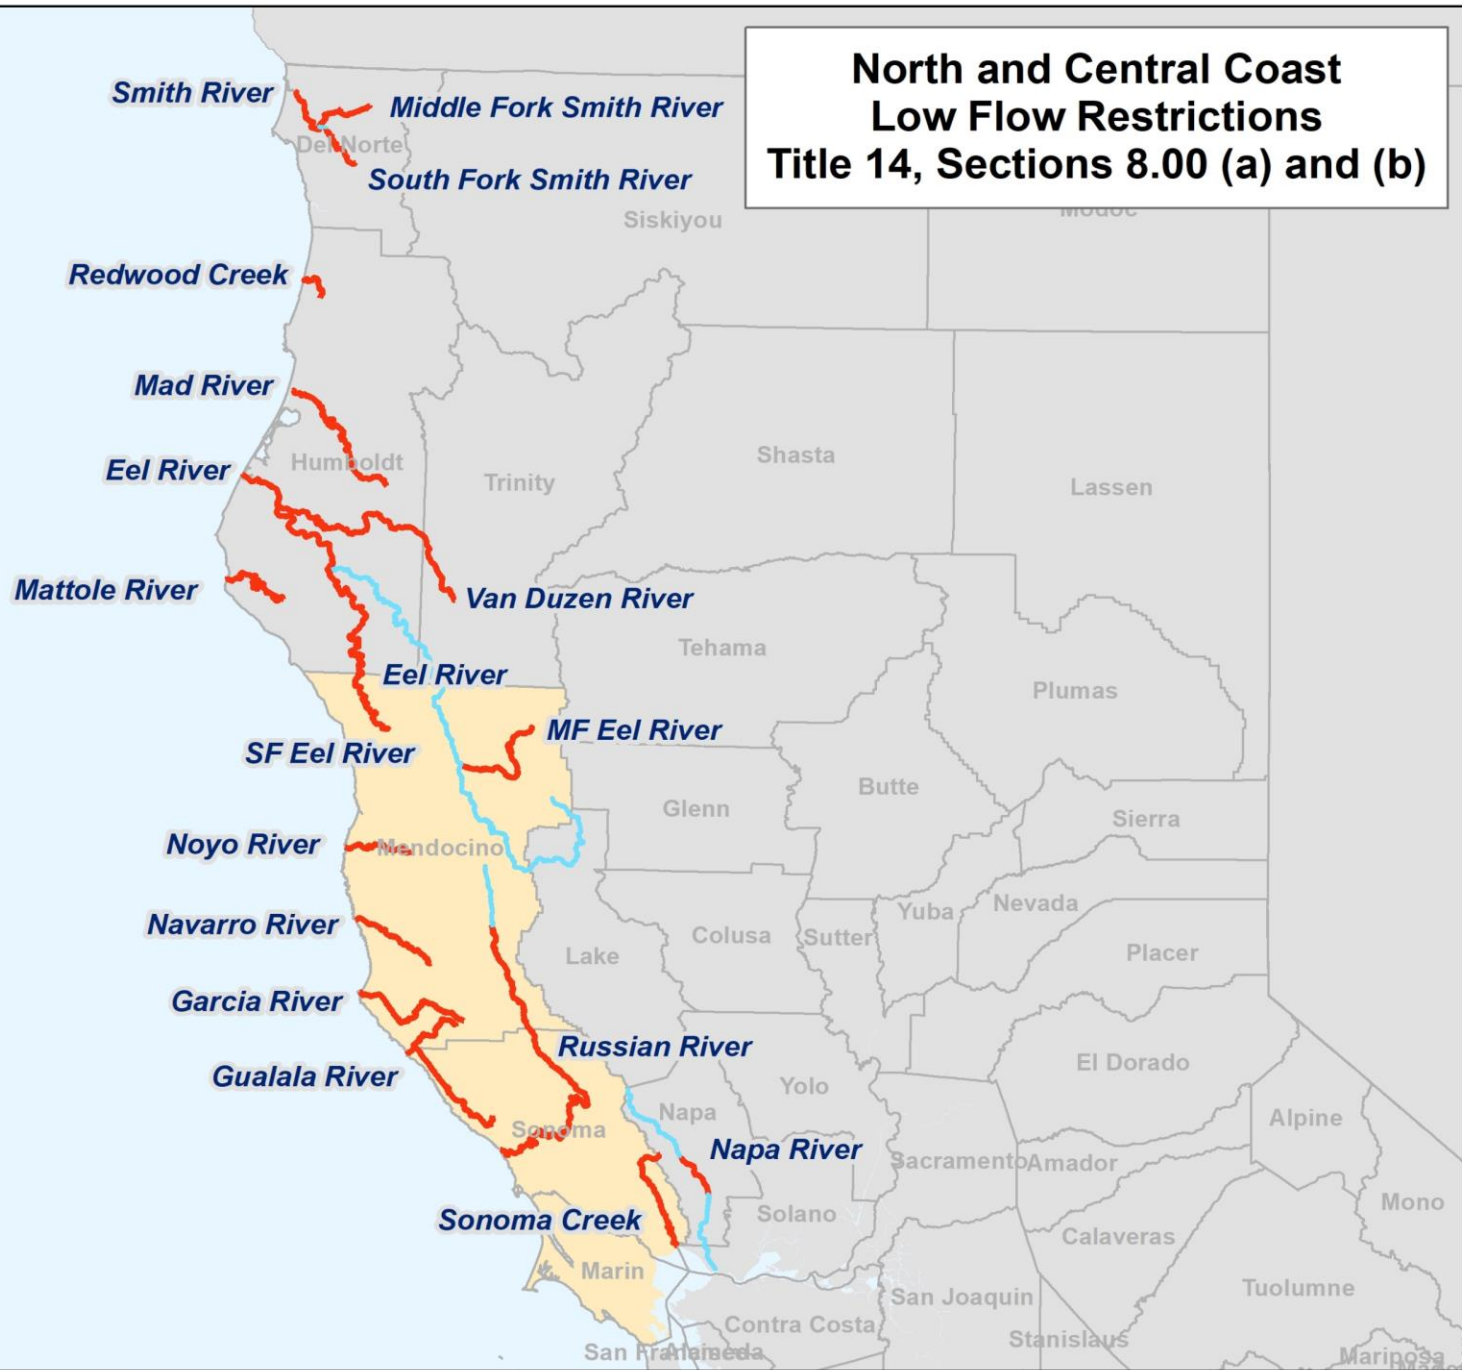 North and Central Coast
Low Flow Restrictions
Title 14, Sections 8.00 (a) and (b)
Smith River
Middle Fork Smith River
Del Norte
South Fork Smith River
Siskiyou
Modoc
Redwood Creek
Mad River
Humboldt
Eel River
Trinity
Shasta
Lassen
Mattole River
Van Duzen River
Tehama
Eel River
Plumas
MF Eel River
SF Eel River
Glenn
Butte
Sierra
Noyo River
Mendocino
Navarro River
Lake
Colusa
Sutter
Yuba
Nevada
Placer
Garcia River
Russian River
Gualala River
Napa
Yolo
El Dorado
Alpine
Sonoma
Napa River
Sacramento
Amador
Sonoma Creek
Solano
Calaveras
Mono
Marin
San Joaquin
Tuolumne
Contra Costa
Stanislaus
San Francisco
Alameda
Mariposa